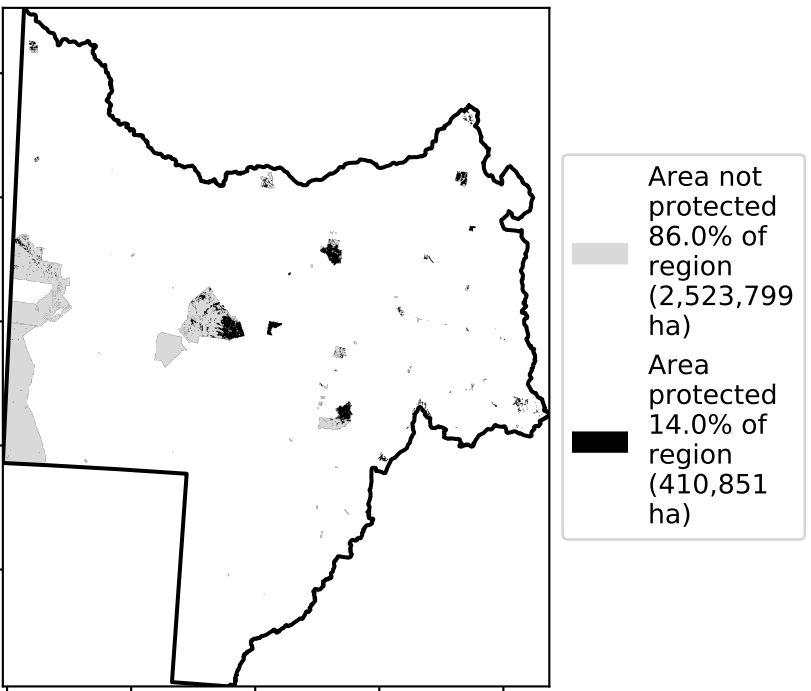 Area not
protected
86.0% of
region
(2,523,799
ha)
Area
protected
14.0% of
region
(410,851
ha)